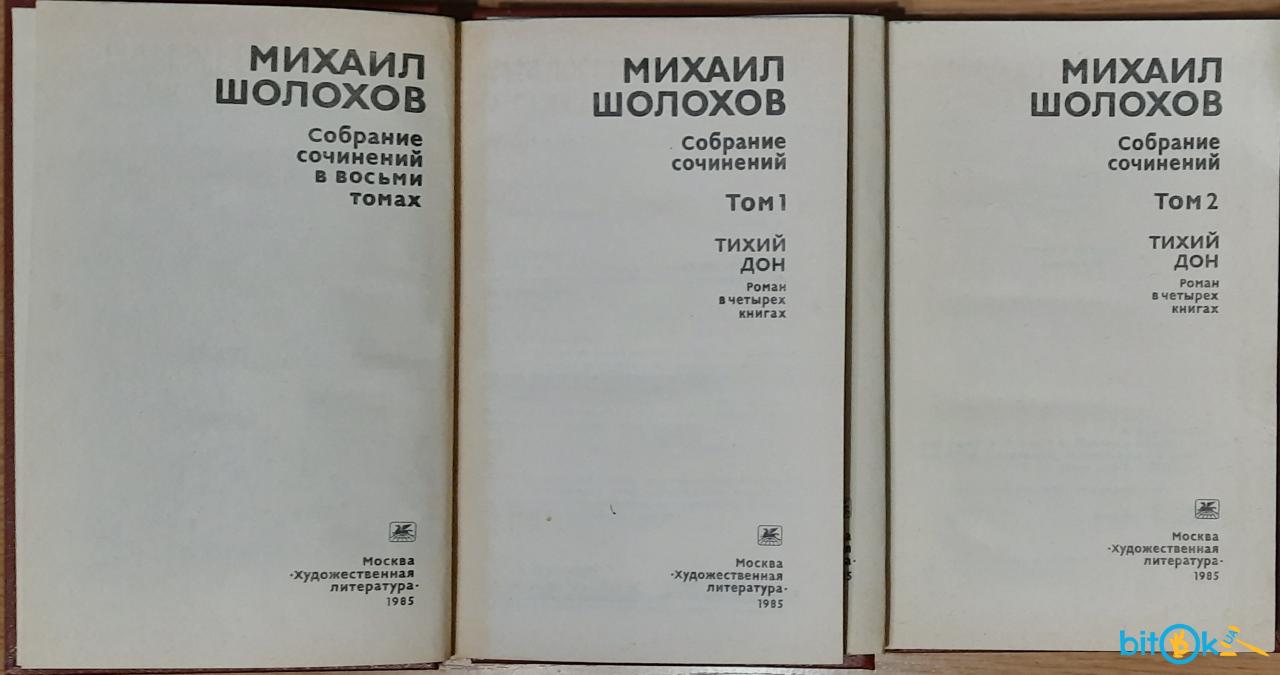 МИХАИЛ
ШОЛОХОВ
Собрание
сочинений
в восьми
томах
Москва
·Художественная
литература·
1985
МИХАИЛ
ШОЛОХОВ
Собрание
сочинений
Том 1
ТИХИЙ
ДОН
Роман
в четырех
книгах
Москва
·Художественная
литература·
1985
МИХАИЛ
ШОЛОХОВ
Собрание
сочинений
Том 2
ТИХИЙ
ДОН
Роман
в четырех
книгах
Москва
·Художественная
литература·
1985
bitOk UA